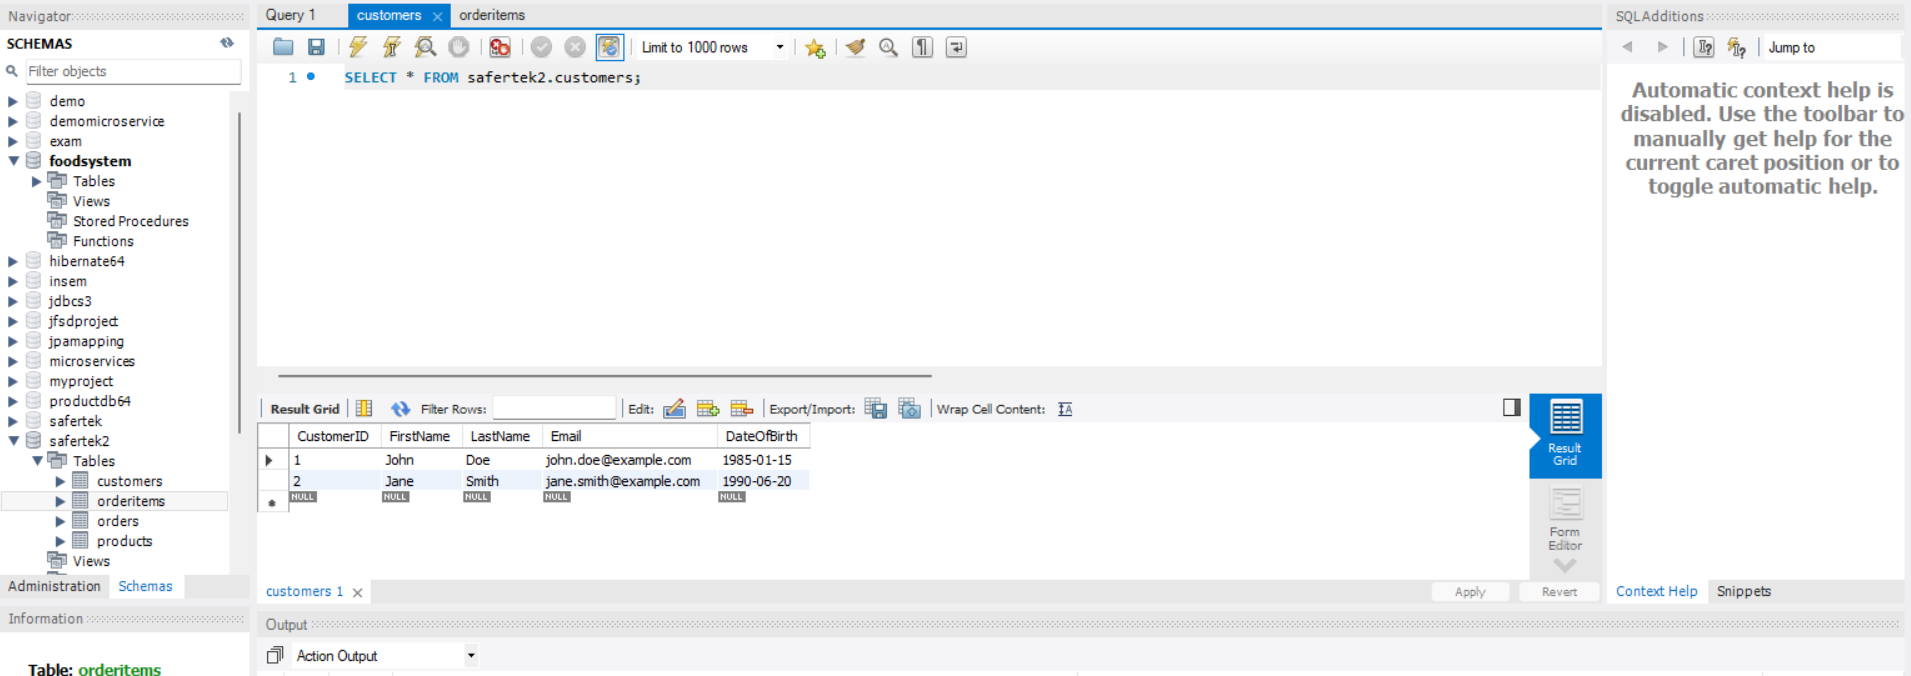 Navigator
SCHEMAS
Filter objects
demo
demomicroservice
exam
foodsystem
Tables
Views
Stored Procedures
Functions
hibernate64
insem
jdbcs3
jfsdproject
jpamapping
microservices
myproject
productdb64
safertek
safertek2
Tables
customers
orderitems
orders
products
Views
Administration Schemas
Information
Table: orderitems
Query 1 customers orderitems
Limit to 1000 rows
1 SELECT * FROM safertek2.customers;
Result Grid Filter Rows: Edit: Export/Import: Wrap Cell Content:
CustomerID FirstName LastName Email DateOfBirth
1 John Doe john.doe@example.com 1985-01-15
2 Jane Smith jane.smith@example.com 1990-06-20
NULL NULL NULL NULL NULL
Result
Grid
Form
Editor
customers 1 Apply Revert
Output
Action Output
SQLAdditions
Jump to
Automatic context help is
disabled. Use the toolbar to
manually get help for the
current caret position or to
toggle automatic help.
Context Help Snippets